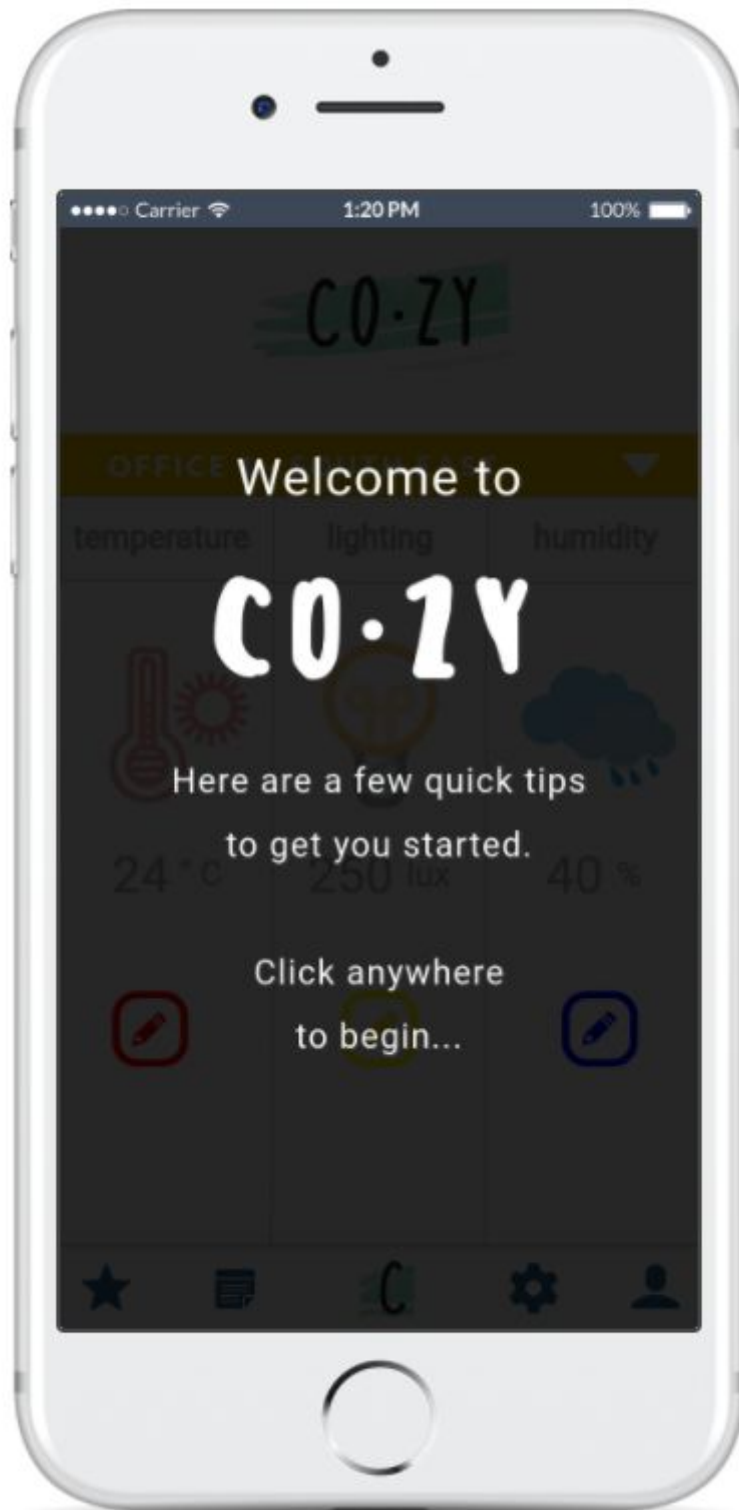 Carrier 1:20 PM 100%
CO·ZY
OFFICE
Welcome to
temperature lighting humidity
CO·ZY
Here are a few quick tips
to get you started.
24 °C 250 lux 40 %
Click anywhere
to begin...
C